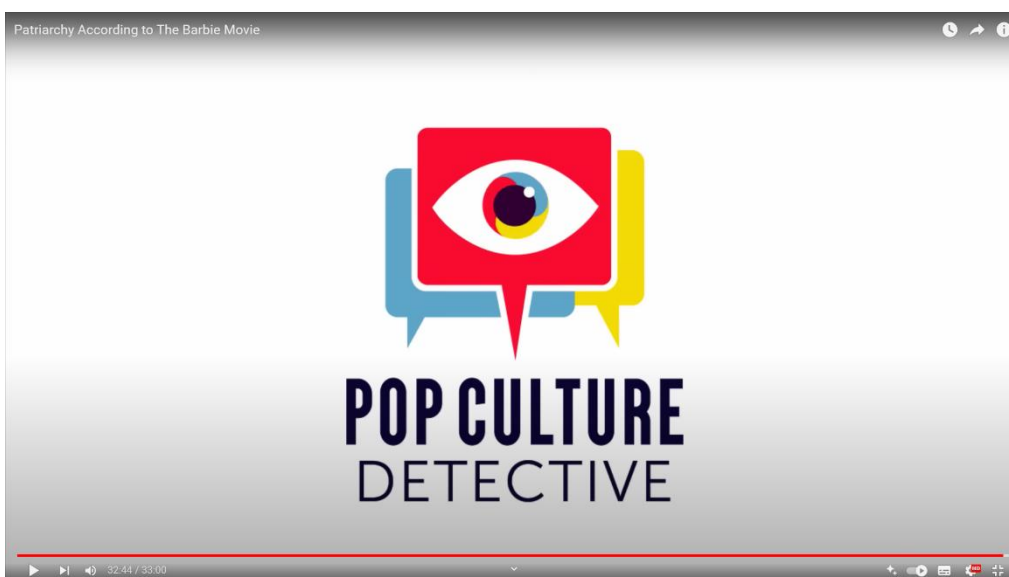 Patriarchy According to The Barbie Movie
POP CULTURE
DETECTIVE
32:44 / 33:00